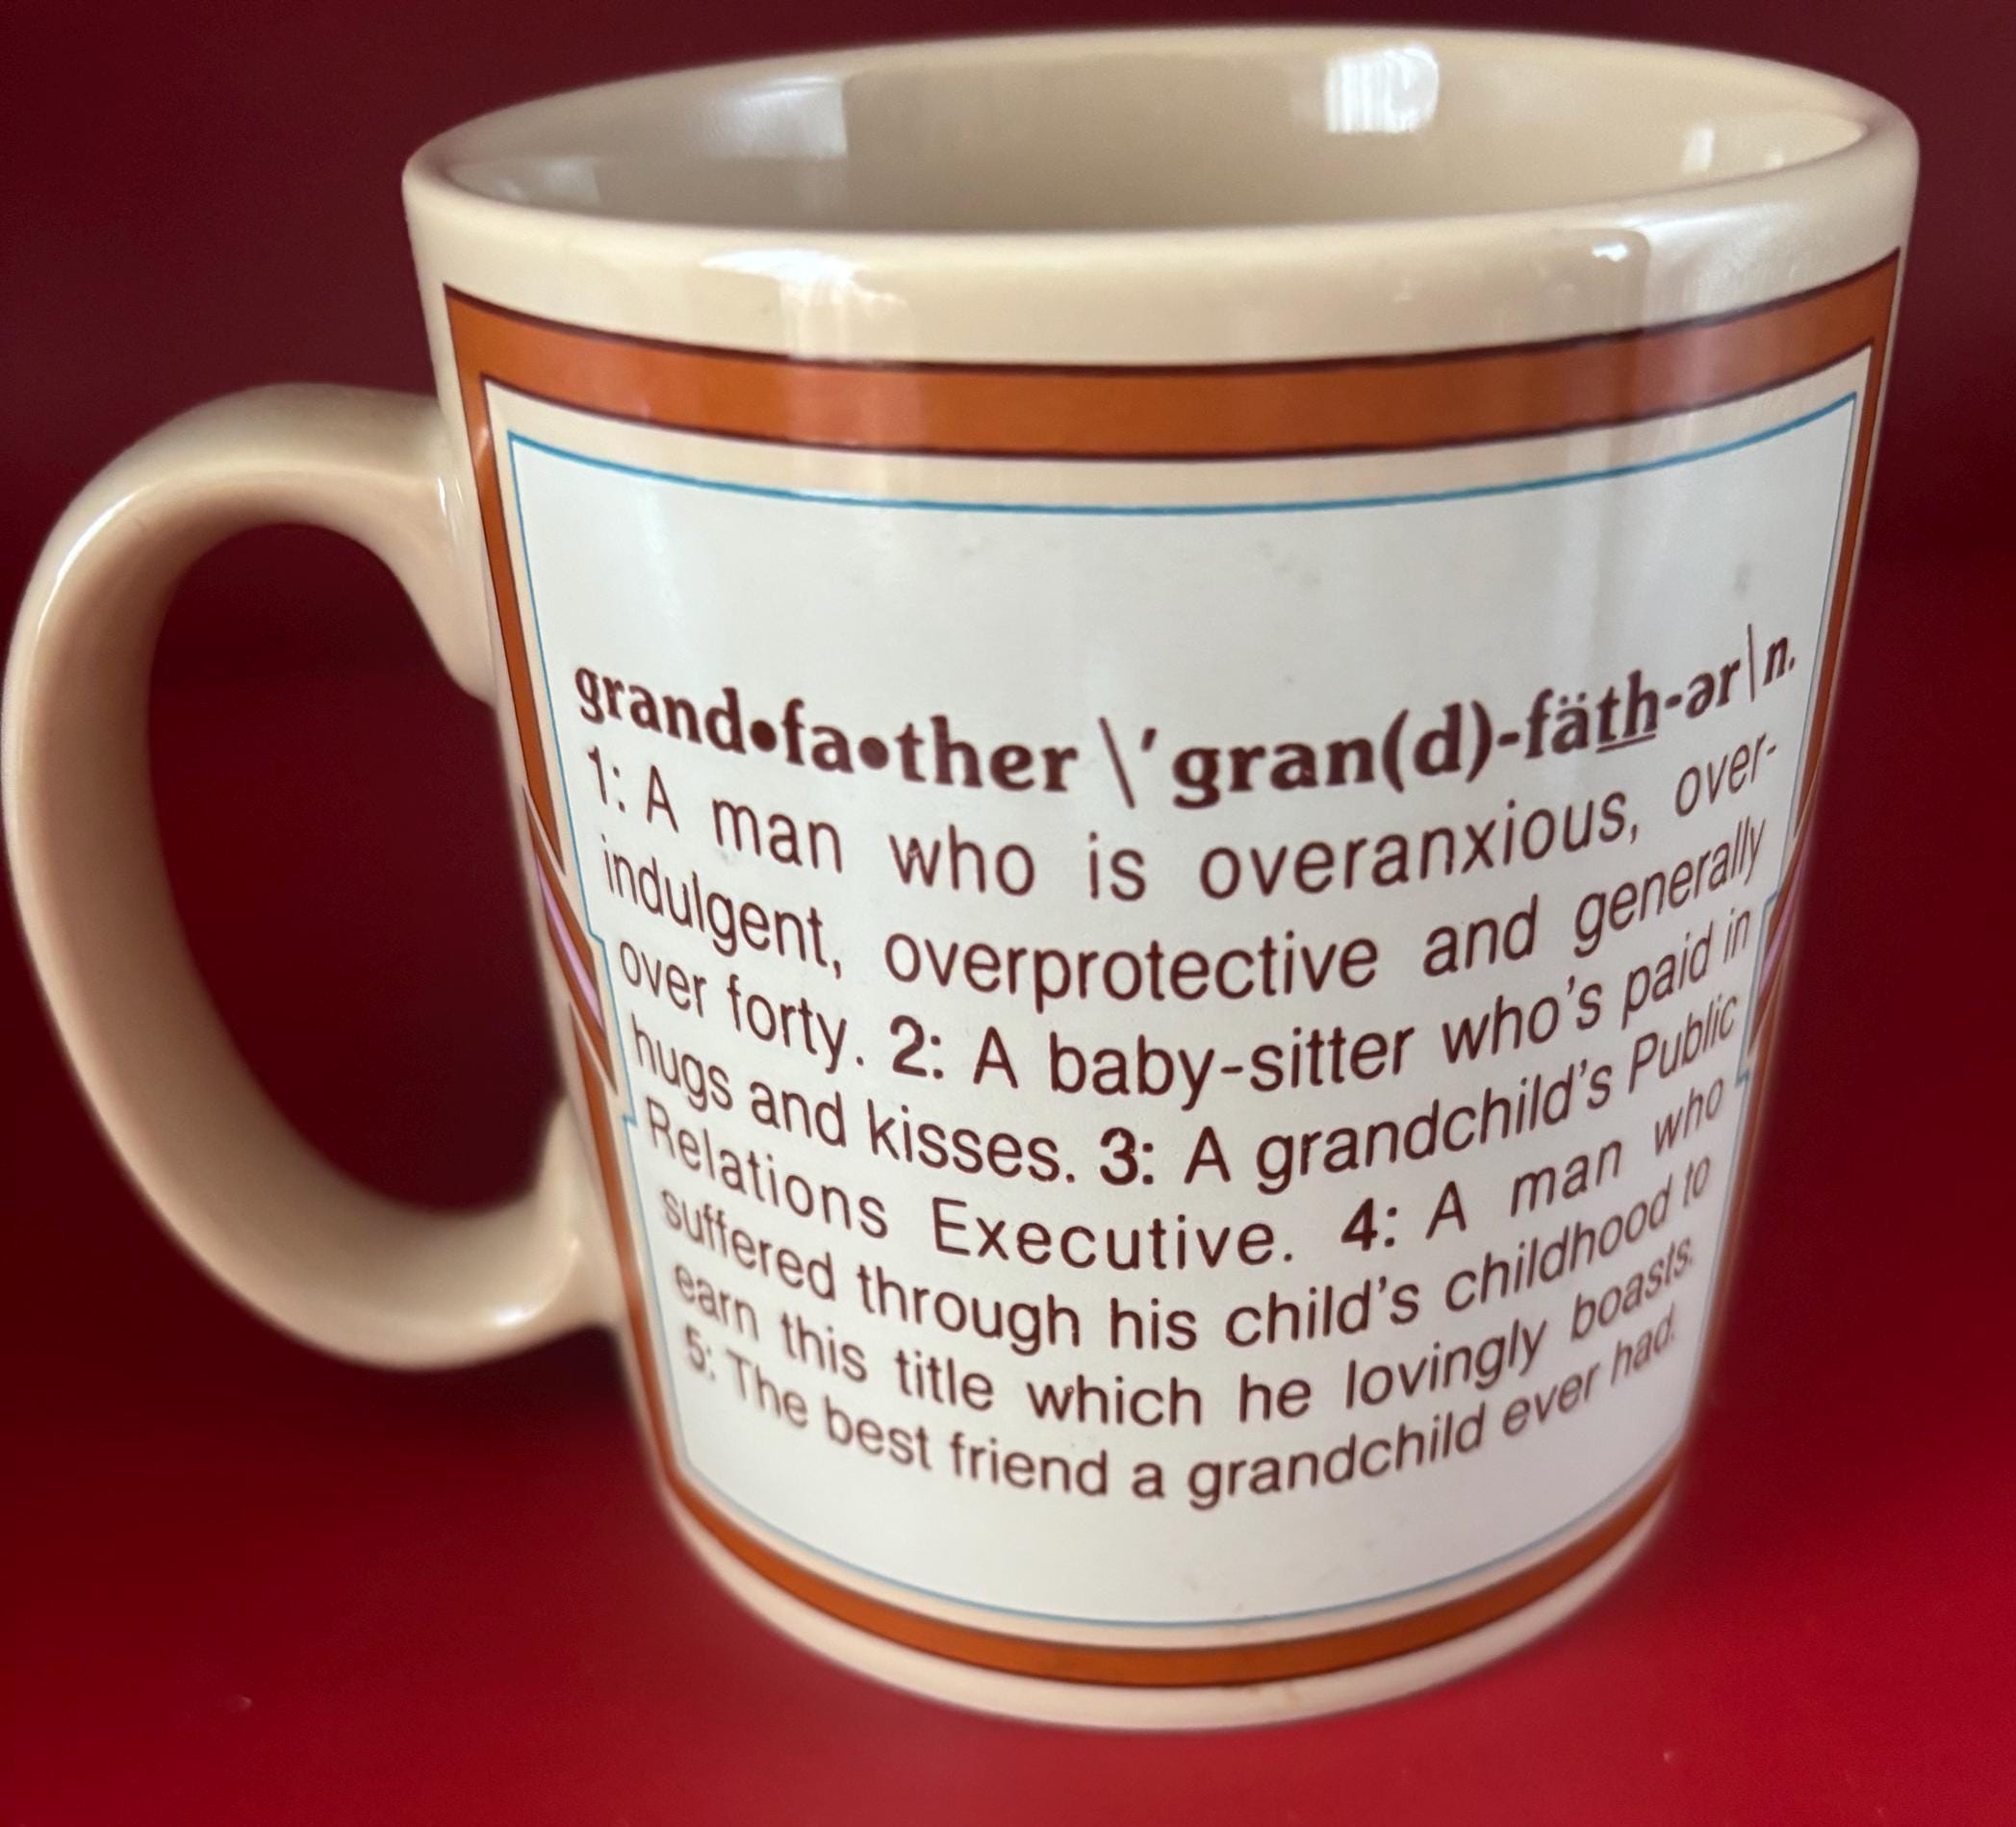 grand•fa•ther \'gran(d)-fäth-ər\n.
1: A man who is overanxious, over-
indulgent, overprotective and generally
over forty. 2: A baby-sitter who's paid in
hugs and kisses. 3: A grandchild's Public
Relations Executive. 4: A man who
suffered through his child's childhood to
earn this title which he lovingly boasts.
5: The best friend a grandchild ever had.